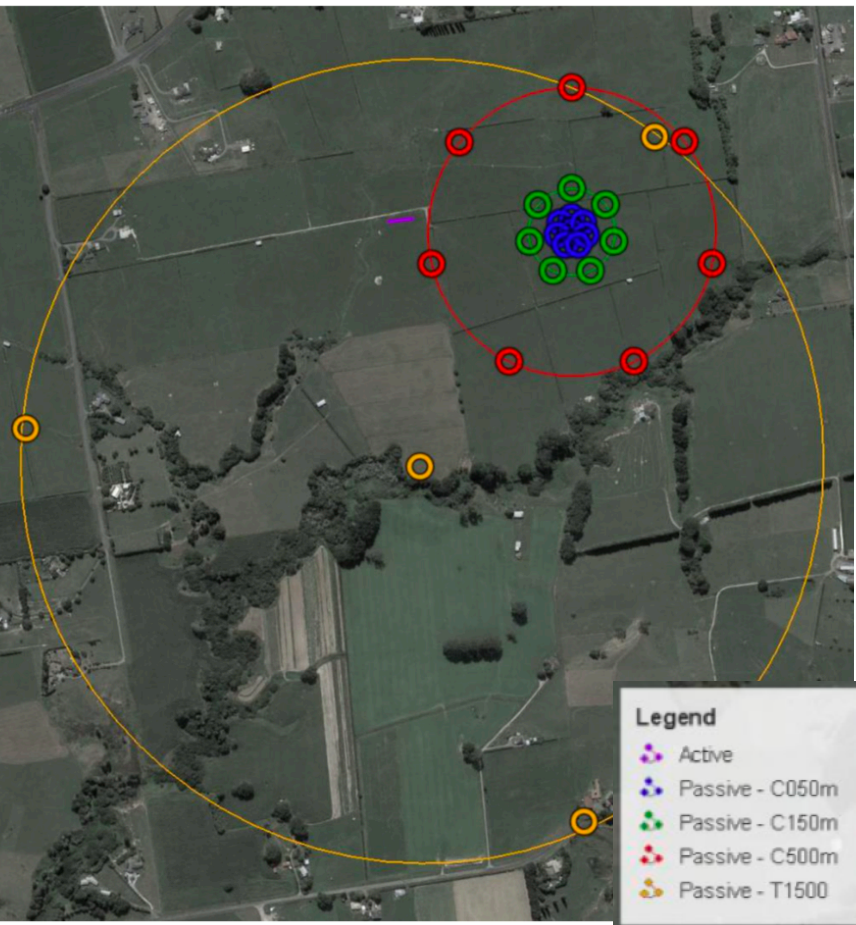 Legend
Active
Passive - C050m
Passive - C150m
Passive - C500m
Passive - T1500